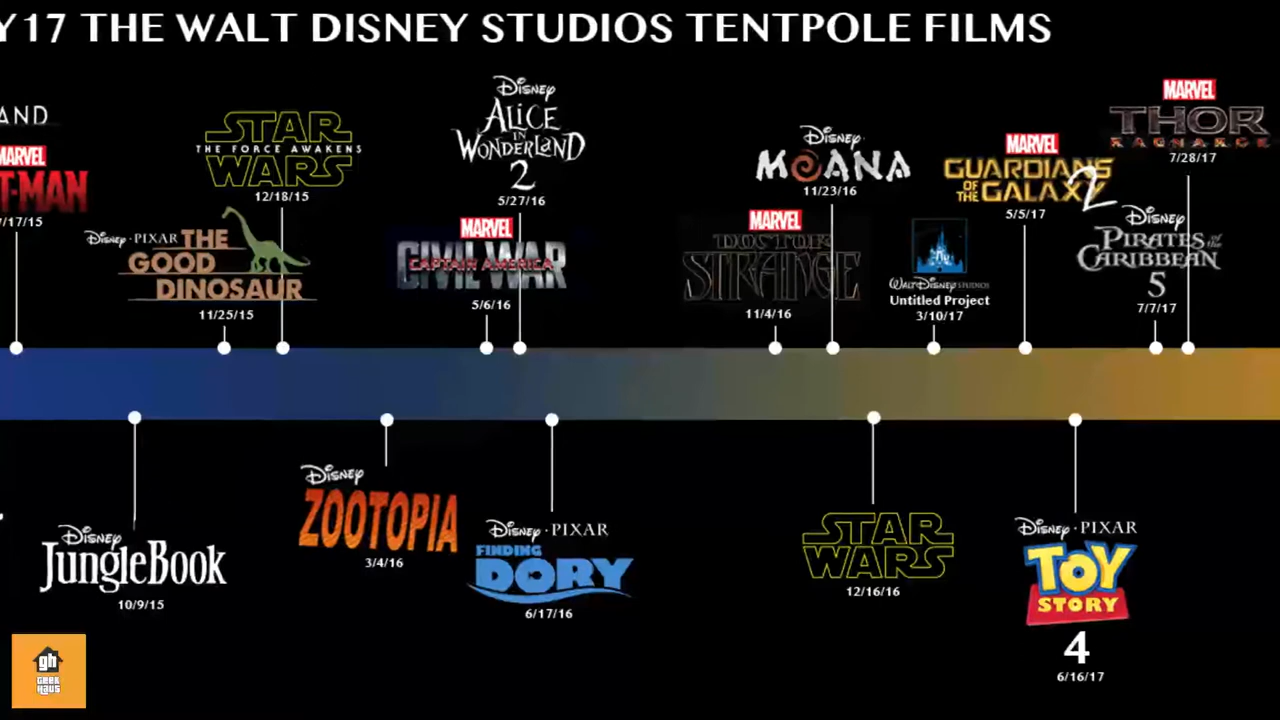 Y17 THE WALT DISNEY STUDIOS TENTPOLE FILMS
AND
MARVEL
T-MAN
/17/15
Disney · PIXAR THE
GOOD
DINOSAUR
11/25/15
STAR
THE FORCE AWAKENS
WARS
12/18/15
Disney
ALiCE
IN
WONDERLAND
2
5/27/16
MARVEL
CIVIL WAR
CAPTAIN AMERICA
5/6/16
MARVEL
DOCTOR
STRANGE
11/4/16
Disney
MOANA
11/23/16
WALT DISNEY STUDIOS
Untitled Project
3/10/17
MARVEL
GUARDIANS
OF THE GALAXY
2
5/5/17
Disney
PIRATES of the
CARIBBEAN
5
7/7/17
MARVEL
THOR
RAGNAROK
7/28/17
Disney
JungleBook
10/9/15
Disney
ZOOTOPIA
3/4/16
Disney · PIXAR
FINDING
DORY
6/17/16
STAR
WARS
12/16/16
Disney · PIXAR
TOY
STORY
4
6/16/17
gh
GEEK
HAUS